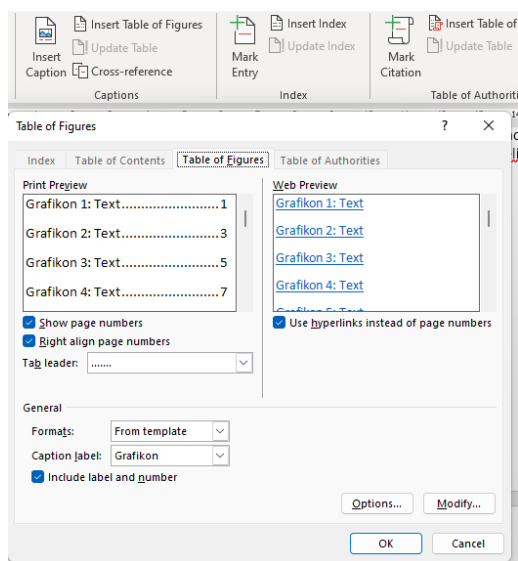 Insert Caption
Insert Table of Figures
Update Table
Cross-reference
Captions
Mark Entry
Insert Index
Update Index
Index
Mark Citation
Insert Table of
Update Table
Table of Authoriti
Table of Figures
?
Index
Table of Contents
Table of Figures
Table of Authorities
Print Preview
Grafikon 1: Text.........................1
Grafikon 2: Text.........................3
Grafikon 3: Text.........................5
Grafikon 4: Text.........................7
Show page numbers
Right align page numbers
Tab leader: .......
Web Preview
Grafikon 1: Text
Grafikon 2: Text
Grafikon 3: Text
Grafikon 4: Text
Use hyperlinks instead of page numbers
General
Formats: From template
Caption label: Grafikon
Include label and number
Options...
Modify...
OK
Cancel